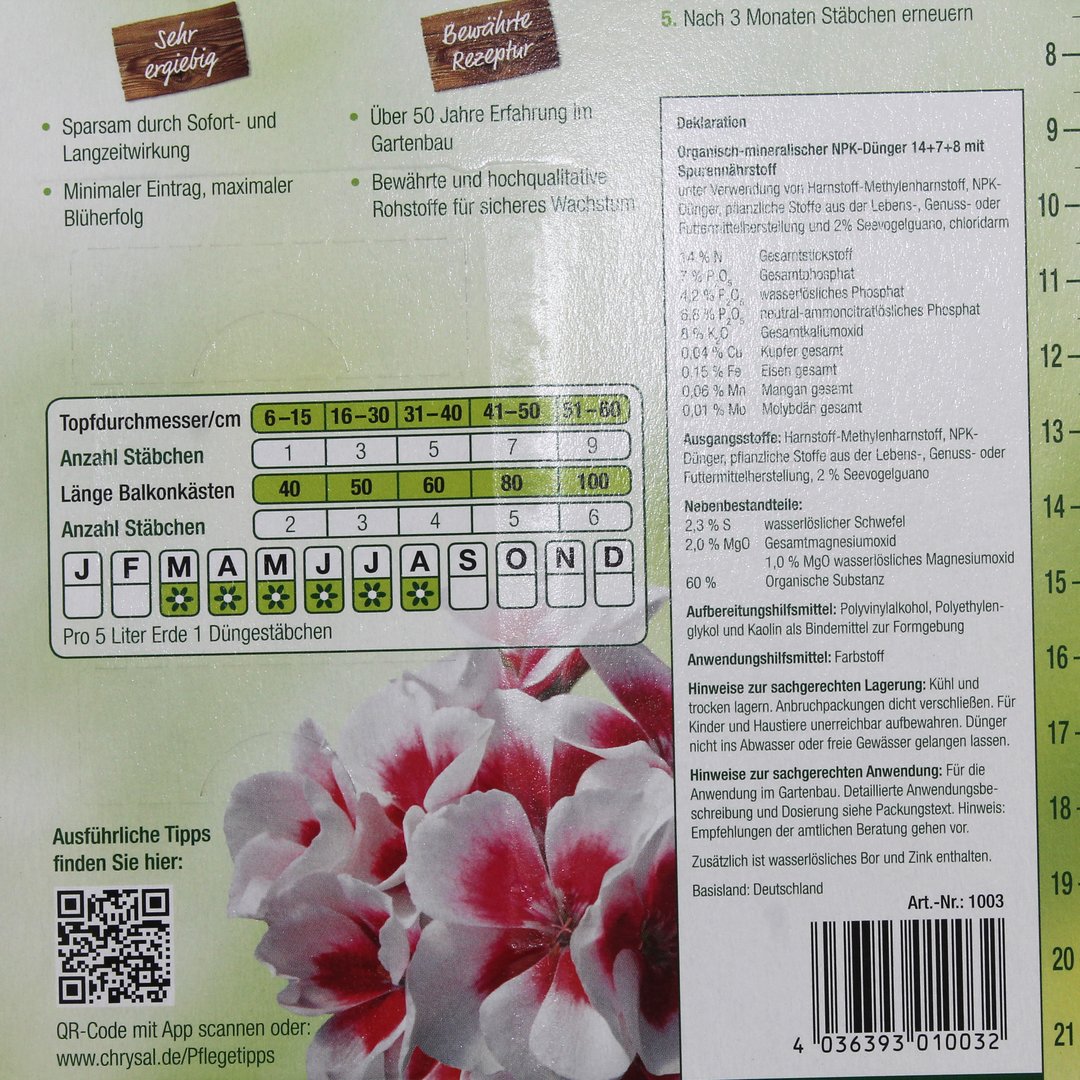 Sehr
ergiebig
Bewährte
Rezeptur
5. Nach 3 Monaten Stäbchen erneuern
• Sparsam durch Sofort- und
Langzeitwirkung
• Minimaler Eintrag, maximaler
Blüherfolg
• Über 50 Jahre Erfahrung im
Gartenbau
• Bewährte und hochqualitative
Rohstoffe für sicheres Wachstum
Topfdurchmesser/cm 6–15 16–30 31–40 41–50 51–60
Anzahl Stäbchen 1 3 5 7 9
Länge Balkonkästen 40 50 60 80 100
Anzahl Stäbchen 2 3 4 5 6
J F M A M J J A S O N D
Pro 5 Liter Erde 1 Düngestäbchen
Ausführliche Tipps
finden Sie hier:
QR-Code mit App scannen oder:
www.chrysal.de/Pflegetipps
Deklaration
Organisch-mineralischer NPK-Dünger 14+7+8 mit
Spurennährstoff
unter Verwendung von Harnstoff-Methylenharnstoff, NPK-
Dünger, pflanzliche Stoffe aus der Lebens-, Genuss- oder
Futtermittelherstellung und 2% Seevogelguano, chloridarm
14 % N Gesamtstickstoff
7 % P₂O₅ Gesamtphosphat
4,2 % P₂O₅ wasserlösliches Phosphat
6,8 % P₂O₅ neutral-ammoncitratlösliches Phosphat
8 % K₂O Gesamtkaliumoxid
0,04 % Cu Kupfer gesamt
0,15 % Fe Eisen gesamt
0,06 % Mn Mangan gesamt
0,01 % Mo Molybdän gesamt
Ausgangsstoffe: Harnstoff-Methylenharnstoff, NPK-
Dünger, pflanzliche Stoffe aus der Lebens-, Genuss- oder
Futtermittelherstellung, 2 % Seevogelguano
Nebenbestandteile:
2,3 % S wasserlöslicher Schwefel
2,0 % MgO Gesamtmagnesiumoxid
1,0 % MgO wasserlösliches Magnesiumoxid
60 % Organische Substanz
Aufbereitungshilfsmittel: Polyvinylalkohol, Polyethylen-
glykol und Kaolin als Bindemittel zur Formgebung
Anwendungshilfsmittel: Farbstoff
Hinweise zur sachgerechten Lagerung: Kühl und
trocken lagern. Anbruchpackungen dicht verschließen. Für
Kinder und Haustiere unerreichbar aufbewahren. Dünger
nicht ins Abwasser oder freie Gewässer gelangen lassen.
Hinweise zur sachgerechten Anwendung: Für die
Anwendung im Gartenbau. Detaillierte Anwendungsbe-
schreibung und Dosierung siehe Packungstext. Hinweis:
Empfehlungen der amtlichen Beratung gehen vor.
Zusätzlich ist wasserlösliches Bor und Zink enthalten.
Basisland: Deutschland
Art.-Nr.: 1003
4 036393 010032
8
9
10
11
12
13
14
15
16
17
18
19
20
21